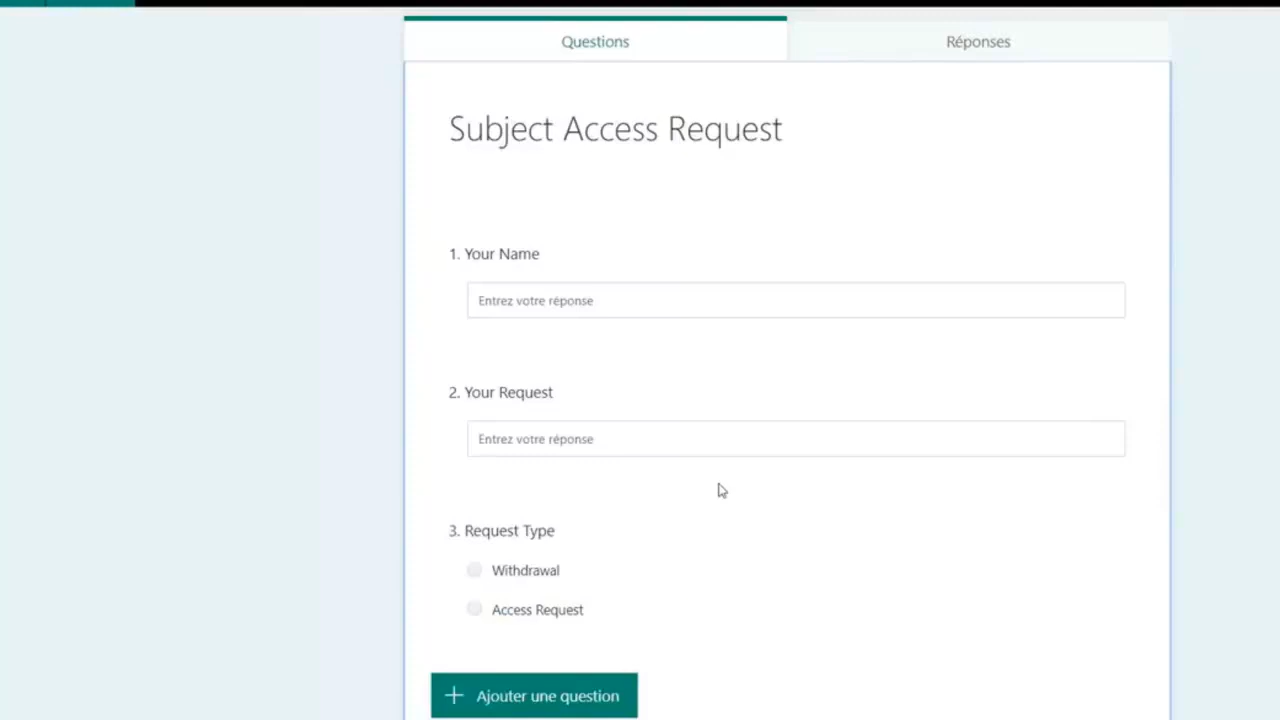 Questions
Réponses
Subject Access Request
1. Your Name
Entrez votre réponse
2. Your Request
Entrez votre réponse
3. Request Type
Withdrawal
Access Request
Ajouter une question